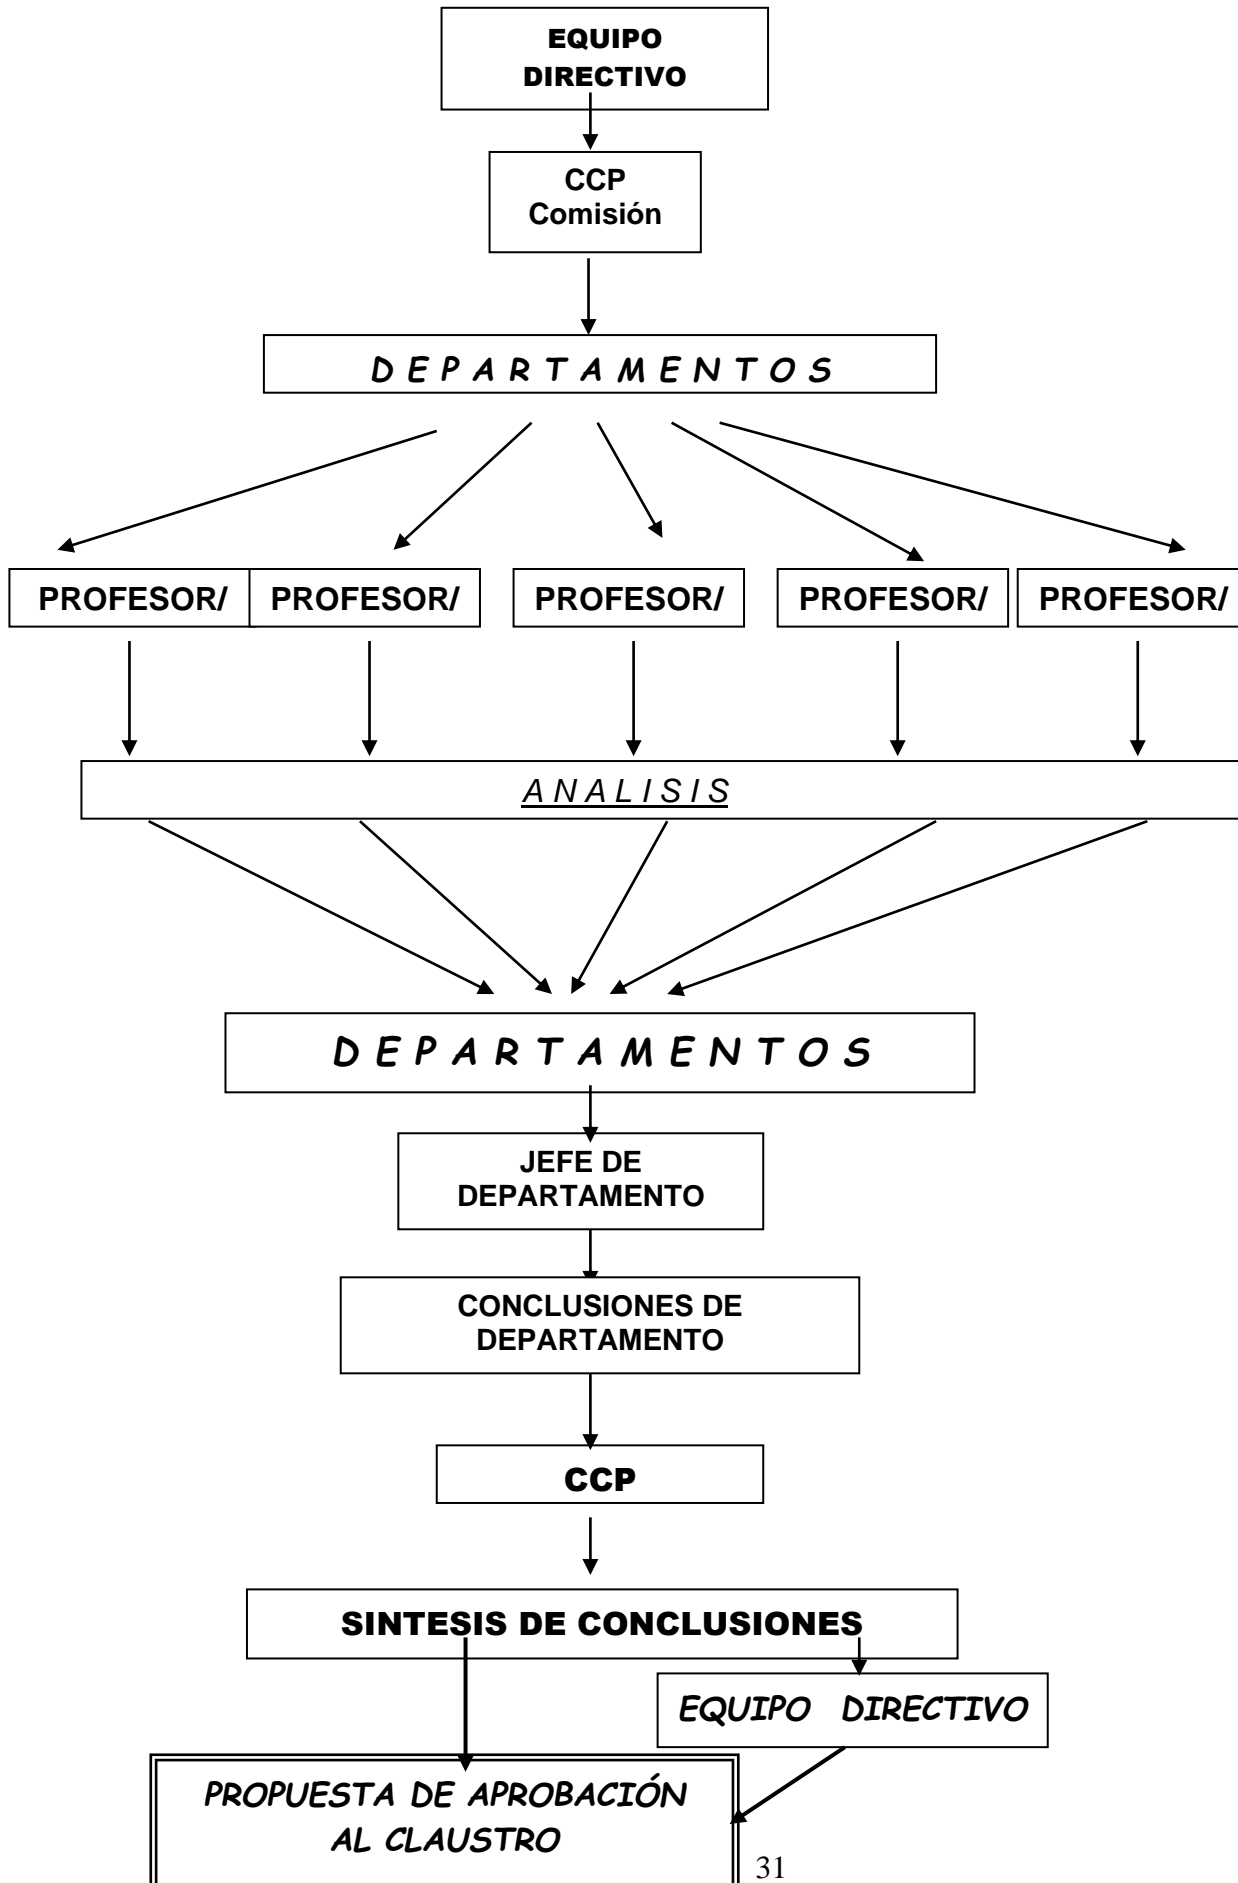 EQUIPO
DIRECTIVO
CCP
Comisión
D E P A R T A M E N T O S
PROFESOR/ PROFESOR/ PROFESOR/ PROFESOR/ PROFESOR/
A N A L I S I S
D E P A R T A M E N T O S
JEFE DE
DEPARTAMENTO
CONCLUSIONES DE
DEPARTAMENTO
CCP
SINTESIS DE CONCLUSIONES
EQUIPO DIRECTIVO
PROPUESTA DE APROBACIÓN
AL CLAUSTRO
31